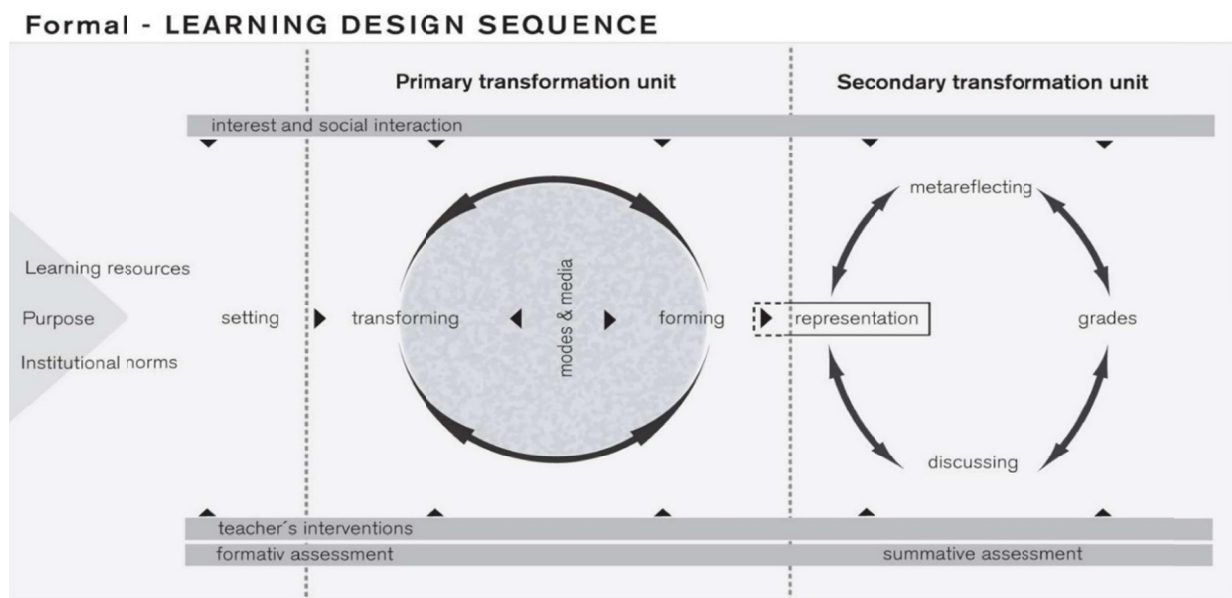 Formal - LEARNING DESIGN SEQUENCE
Primary transformation unit
Secondary transformation unit
interest and social interaction
metareflecting
Learning resources
Purpose
Institutional norms
setting
transforming
modes & media
forming
representation
grades
discussing
teacher´s interventions
formativ assessment
summative assessment